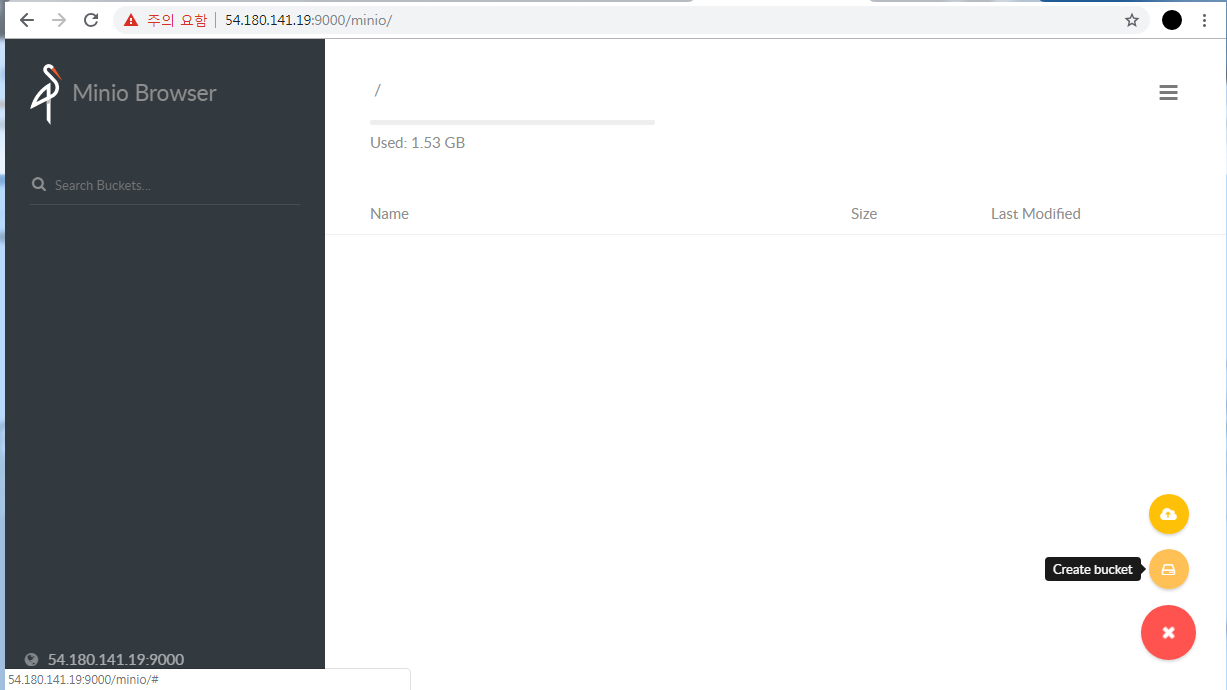 주의 요함 54.180.141.19:9000/minio/
Minio Browser
/
Used: 1.53 GB
Search Buckets...
Name Size Last Modified
Create bucket
54.180.141.19:9000
54.180.141.19:9000/minio/#